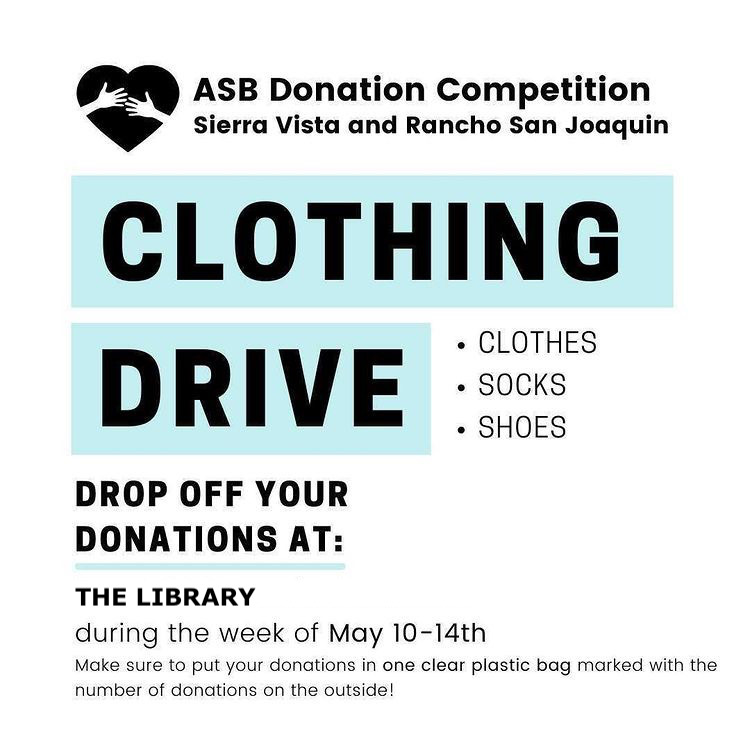 ASB Donation Competition
Sierra Vista and Rancho San Joaquin
CLOTHING
DRIVE
• CLOTHES
• SOCKS
• SHOES
DROP OFF YOUR
DONATIONS AT:
THE LIBRARY
during the week of May 10-14th
Make sure to put your donations in one clear plastic bag marked with the
number of donations on the outside!